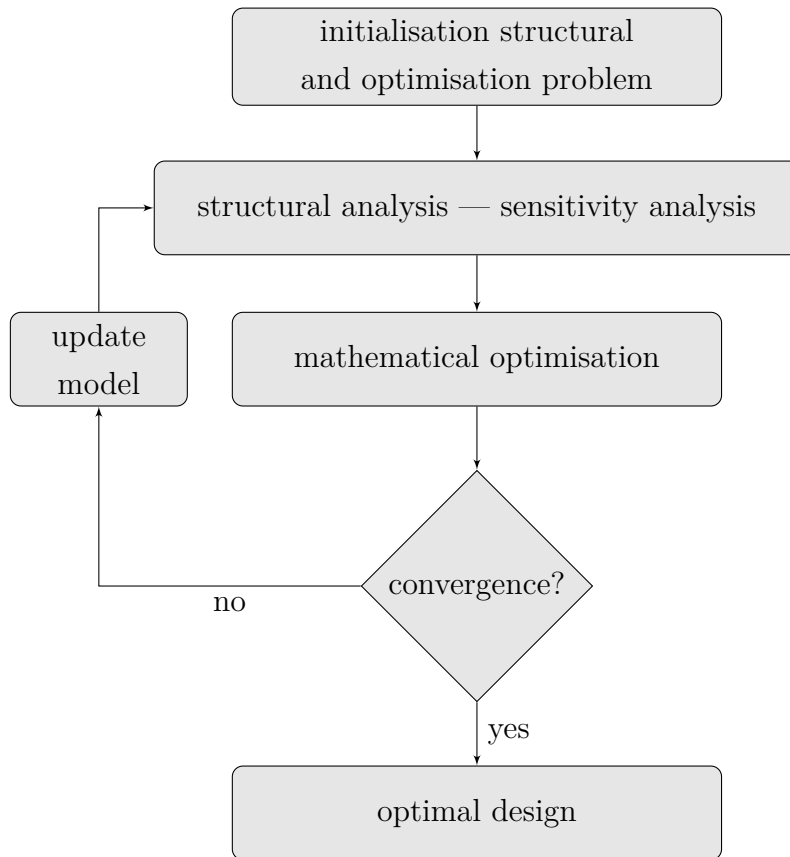 initialisation structural
and optimisation problem
structural analysis — sensitivity analysis
update
model
mathematical optimisation
convergence?
no
yes
optimal design